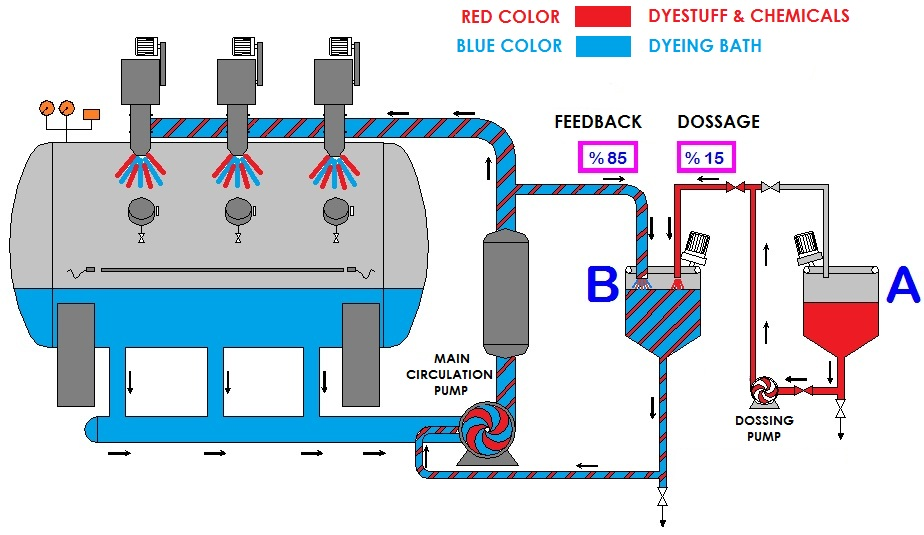 RED COLOR
DYESTUFF & CHEMICALS
BLUE COLOR
DYEING BATH
FEEDBACK
DOSSAGE
% 85
% 15
B
A
MAIN
CIRCULATION
PUMP
DOSSING
PUMP